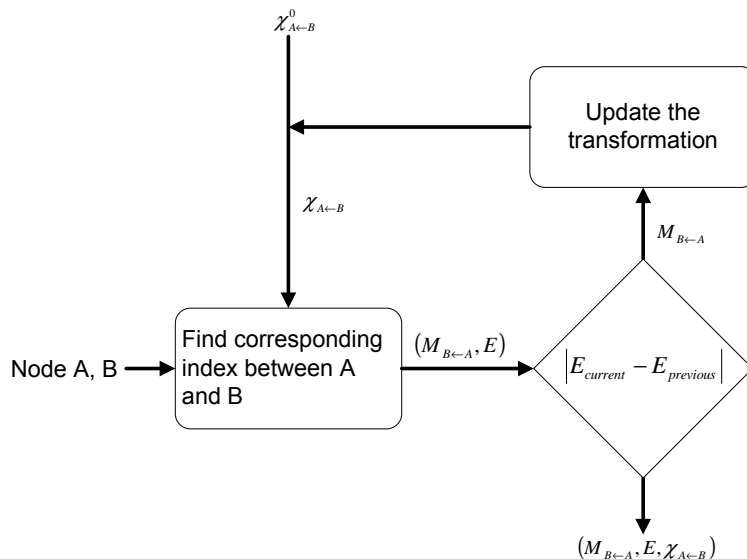 χ⁰_{A←B}
Update the
transformation
χ_{A←B}
M_{B←A}
Find corresponding
index between A
and B
(M_{B←A}, E)
Node A, B
|E_{current} − E_{previous}|
(M_{B←A}, E, χ_{A←B})